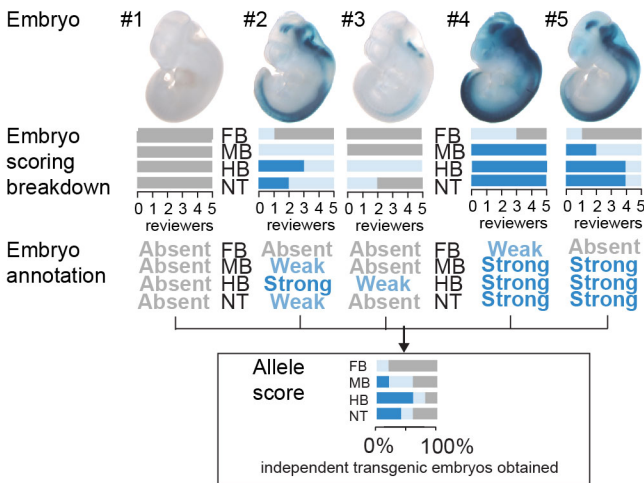 Embryo #1 #2 #3 #4 #5
Embryo scoring breakdown
FB FB
MB MB
HB HB
NT NT
0 1 2 3 4 5 0 1 2 3 4 5 0 1 2 3 4 5 0 1 2 3 4 5 0 1 2 3 4 5
reviewers reviewers reviewers reviewers reviewers
Embryo annotation
Absent FB Absent Absent FB Weak Absent
Absent MB Weak Absent MB Strong Strong
Absent HB Strong Weak HB Strong Strong
Absent NT Weak Absent NT Strong Strong
Allele score
FB
MB
HB
NT
0% 100%
independent transgenic embryos obtained